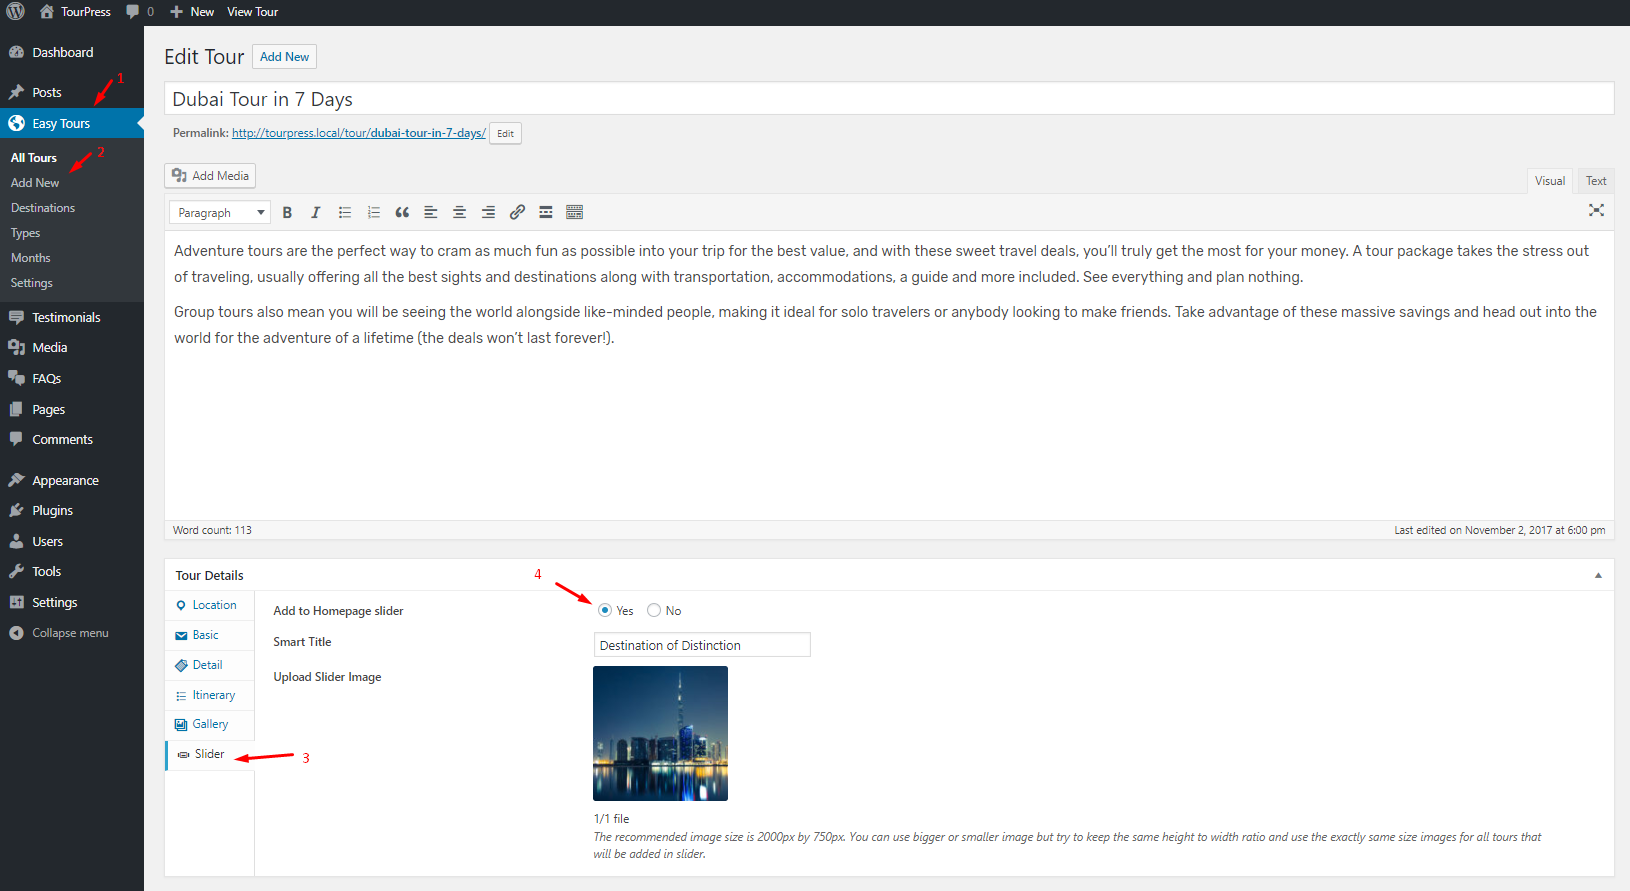 TourPress 0 New View Tour
Dashboard
Posts
1
Easy Tours
All Tours
2
Add New
Destinations
Types
Months
Settings
Testimonials
Media
FAQs
Pages
Comments
Appearance
Plugins
Users
Tools
Settings
Collapse menu
Edit Tour Add New
Dubai Tour in 7 Days
Permalink: http://tourpress.local/tour/dubai-tour-in-7-days/ Edit
Add Media
Visual Text
Paragraph B I
Adventure tours are the perfect way to cram as much fun as possible into your trip for the best value, and with these sweet travel deals, you’ll truly get the most for your money. A tour package takes the stress out
of traveling, usually offering all the best sights and destinations along with transportation, accommodations, a guide and more included. See everything and plan nothing.
Group tours also mean you will be seeing the world alongside like-minded people, making it ideal for solo travelers or anybody looking to make friends. Take advantage of these massive savings and head out into the
world for the adventure of a lifetime (the deals won’t last forever!).
Word count: 113 Last edited on November 2, 2017 at 6:00 pm
Tour Details
Location
Basic
Detail
Itinerary
Gallery
Slider
3
4
Add to Homepage slider Yes No
Smart Title Destination of Distinction
Upload Slider Image
1/1 file
The recommended image size is 2000px by 750px. You can use bigger or smaller image but try to keep the same height to width ratio and use the exactly same size images for all tours that
will be added in slider.